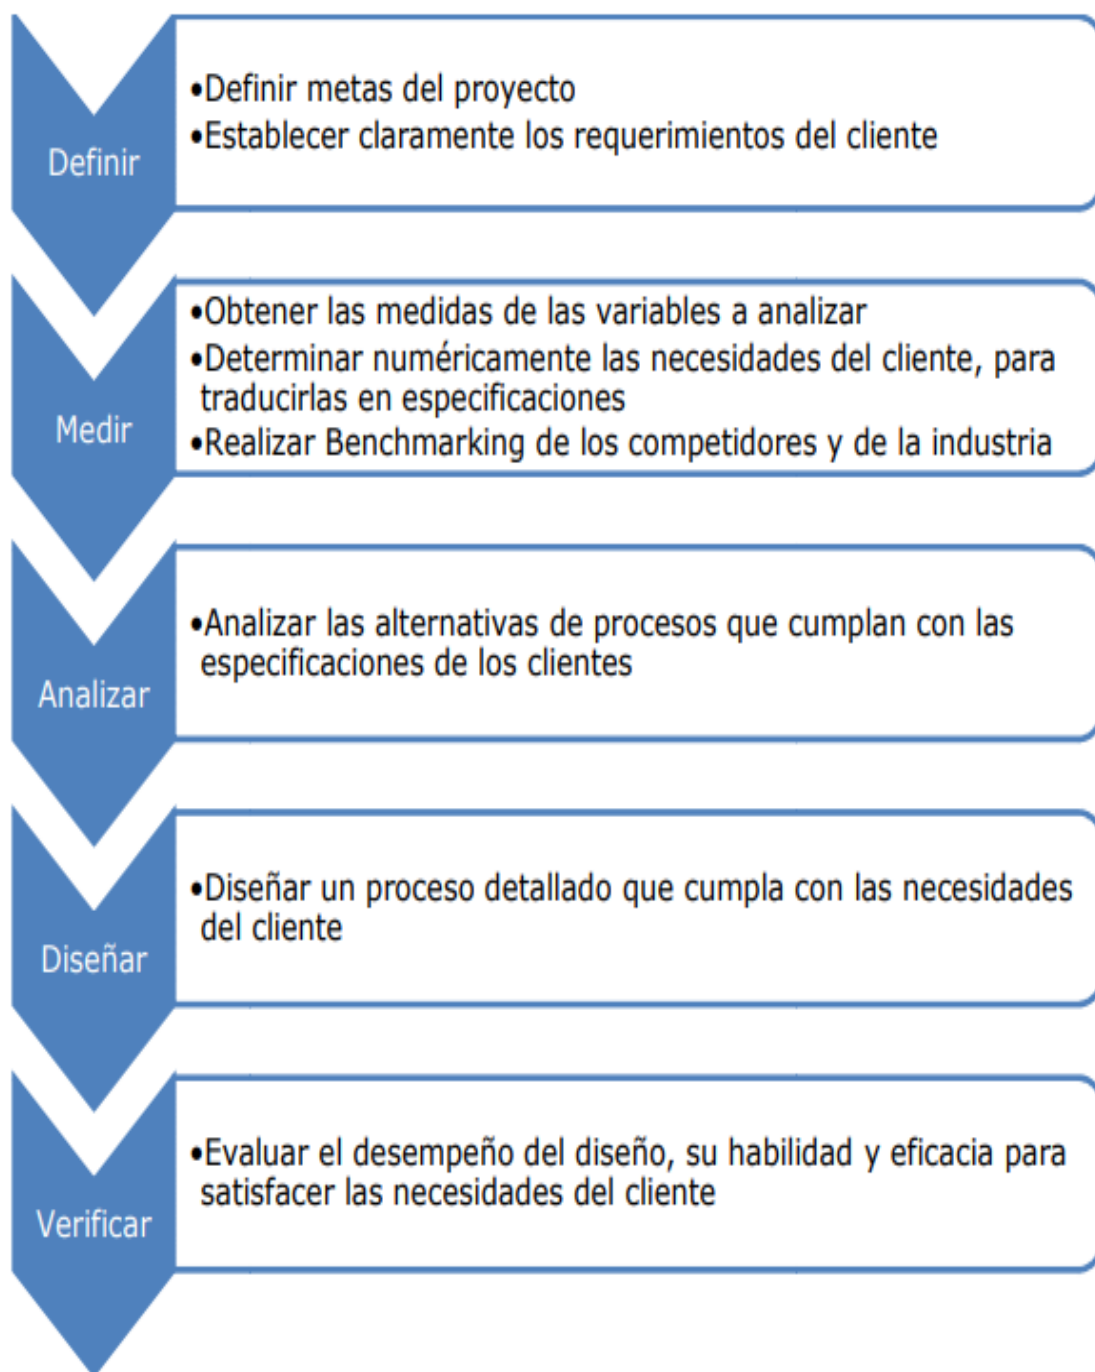 Definir
•Definir metas del proyecto
•Establecer claramente los requerimientos del cliente
Medir
•Obtener las medidas de las variables a analizar
•Determinar numéricamente las necesidades del cliente, para
traducirlas en especificaciones
•Realizar Benchmarking de los competidores y de la industria
Analizar
•Analizar las alternativas de procesos que cumplan con las
especificaciones de los clientes
Diseñar
•Diseñar un proceso detallado que cumpla con las necesidades
del cliente
Verificar
•Evaluar el desempeño del diseño, su habilidad y eficacia para
satisfacer las necesidades del cliente